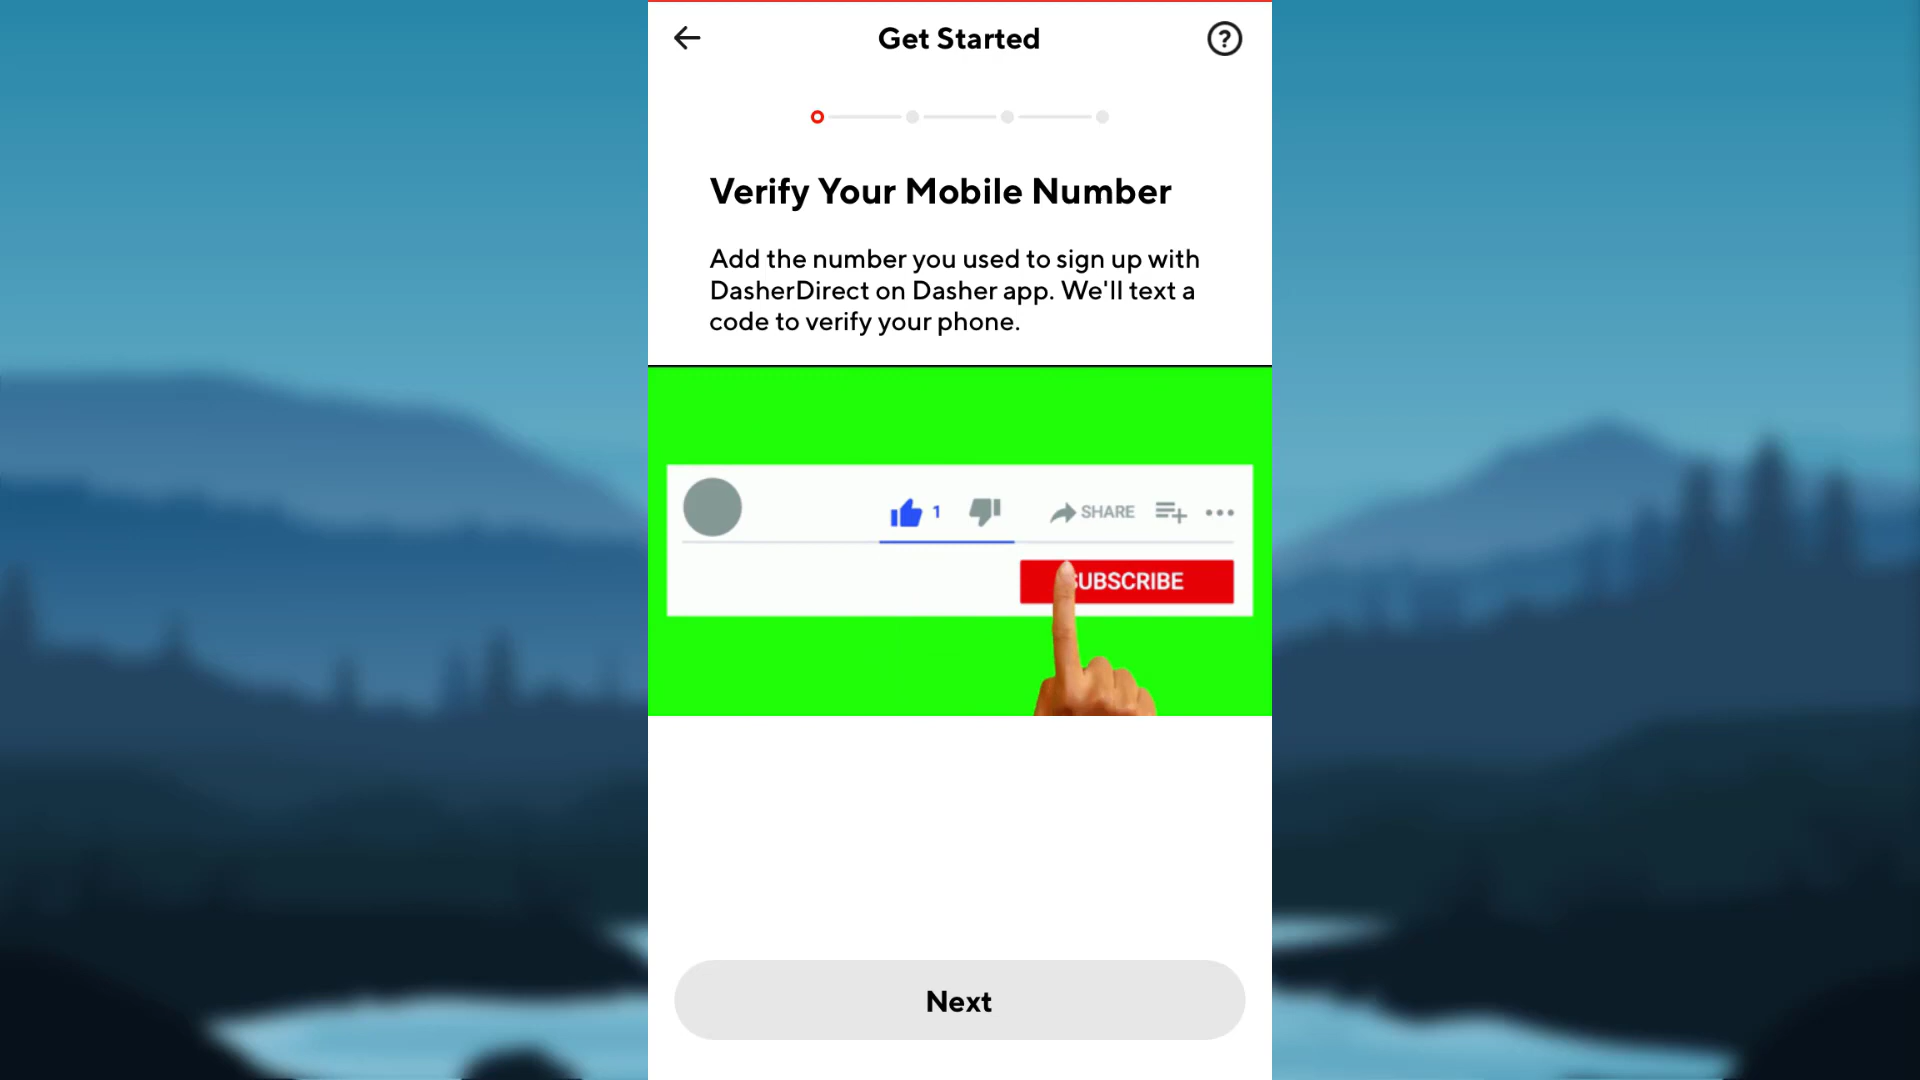 Get Started
?
Verify Your Mobile Number
Add the number you used to sign up with
DasherDirect on Dasher app. We'll text a
code to verify your phone.
1
SHARE
SUBSCRIBE
Next